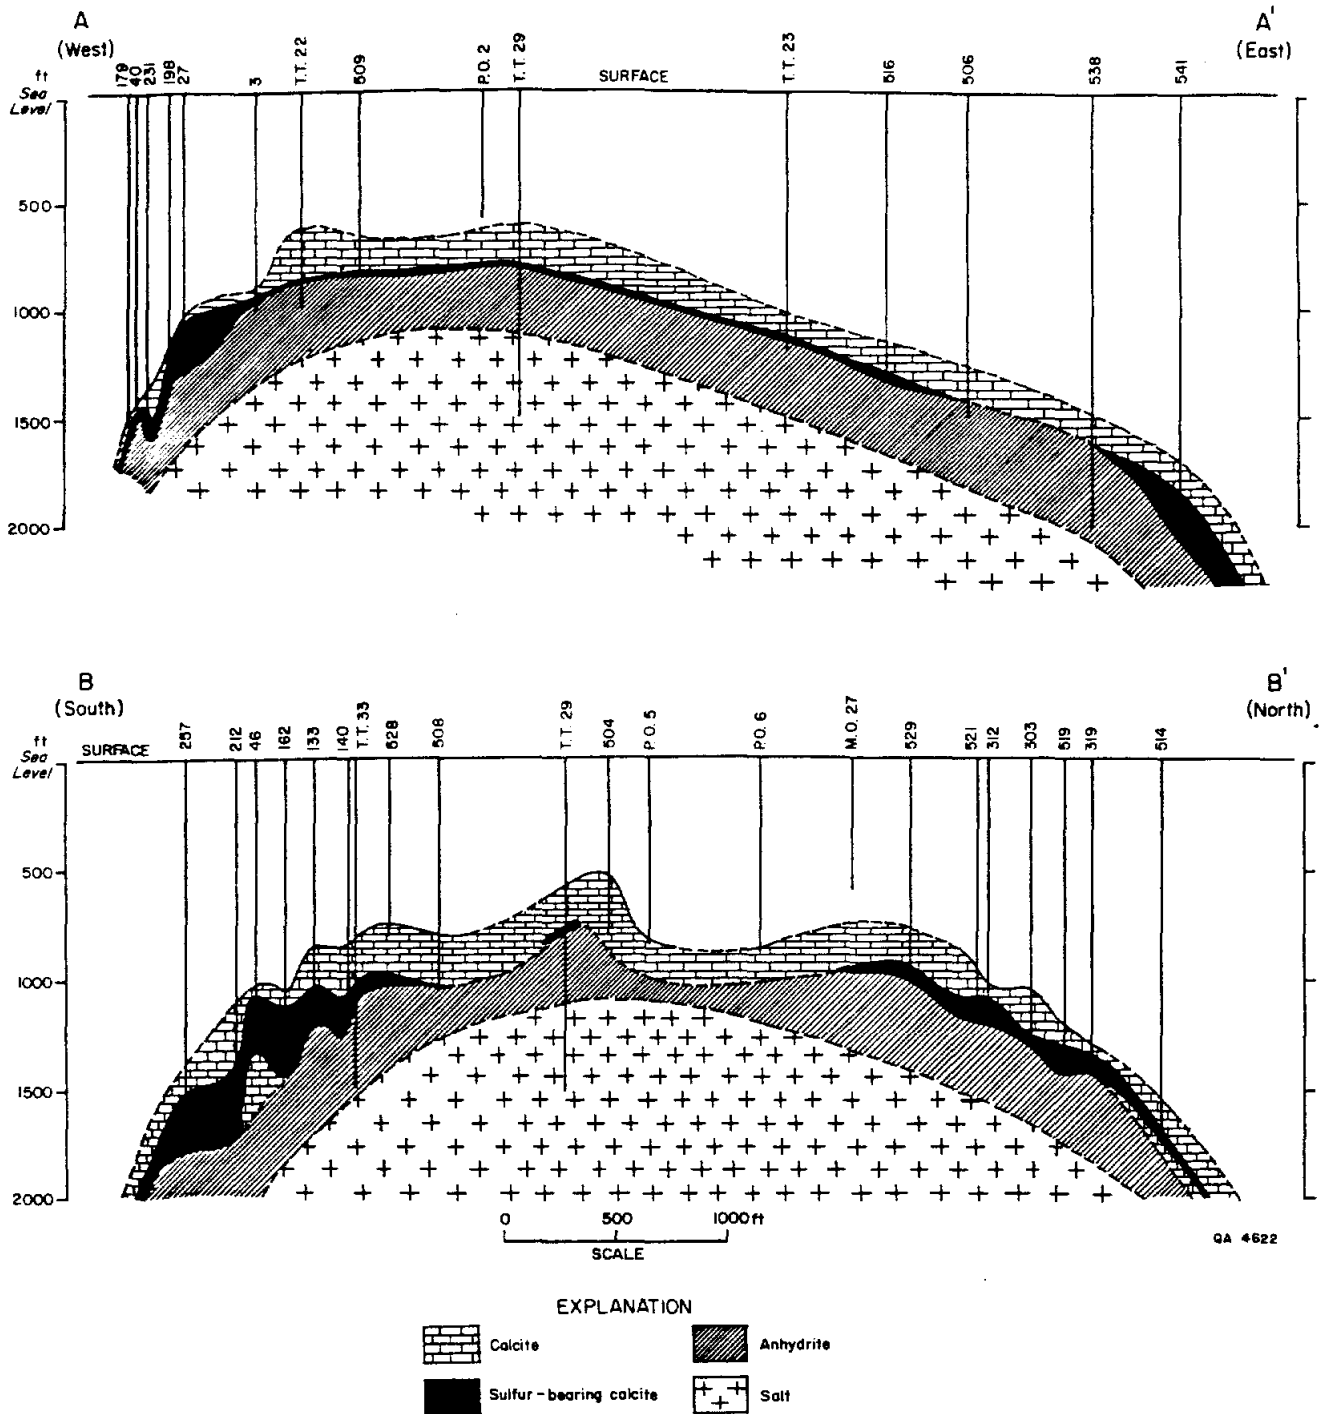 A
(West)
A'
(East)
ft
Sea
Level
179
40
231
198
27
3
T.T. 22
509
P.O. 2
T.T. 29
SURFACE
T.T. 23
616
506
538
541
500
1000
1500
2000
B
(South)
B'
(North)
ft
Sea
Level
SURFACE
257
212
46
162
133
140
T.T. 33
528
508
T.T. 29
504
P.O. 5
P.O. 6
M.O. 27
529
521
312
303
519
319
514
500
1000
1500
2000
0 500 1000 ft
SCALE
QA 4622
EXPLANATION
Calcite
Anhydrite
Sulfur-bearing calcite
Salt